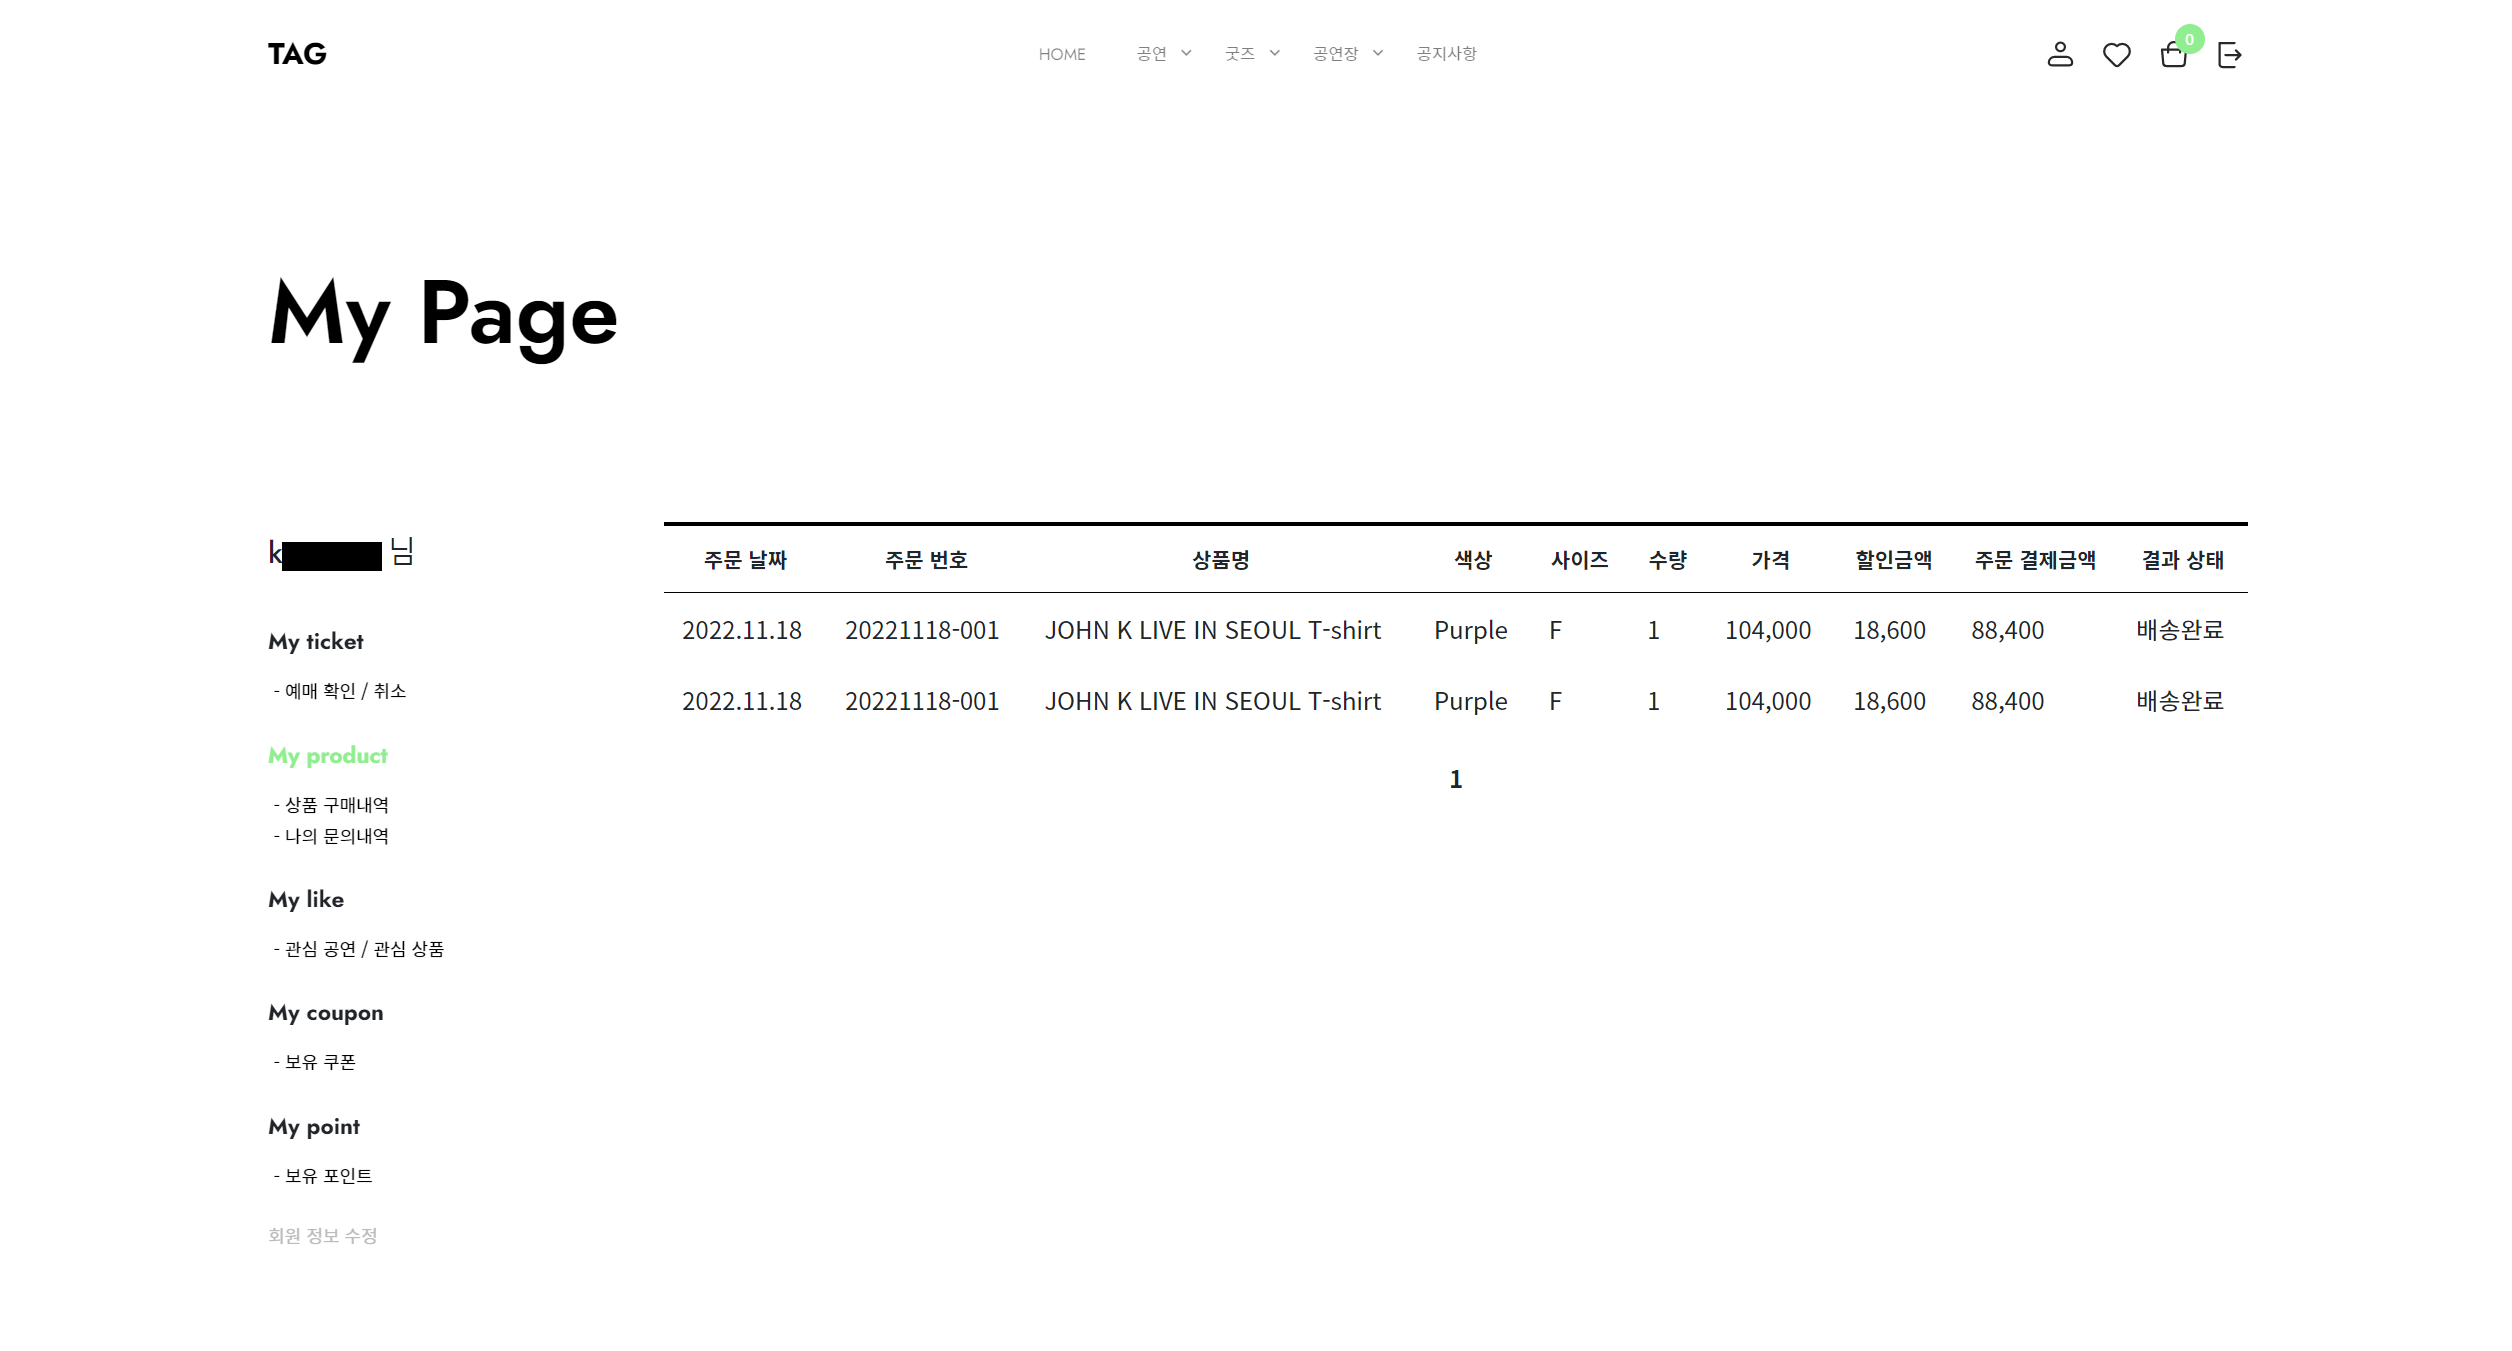 TAG
HOME 공연 굿즈 공연장 공지사항
0
My Page
k 님
My ticket
- 예매 확인 / 취소
My product
- 상품 구매내역
- 나의 문의내역
My like
- 관심 공연 / 관심 상품
My coupon
- 보유 쿠폰
My point
- 보유 포인트
회원 정보 수정
주문 날짜 주문 번호 상품명 색상 사이즈 수량 가격 할인금액 주문 결제금액 결과 상태
2022.11.18 20221118-001 JOHN K LIVE IN SEOUL T-shirt Purple F 1 104,000 18,600 88,400 배송완료
2022.11.18 20221118-001 JOHN K LIVE IN SEOUL T-shirt Purple F 1 104,000 18,600 88,400 배송완료
1